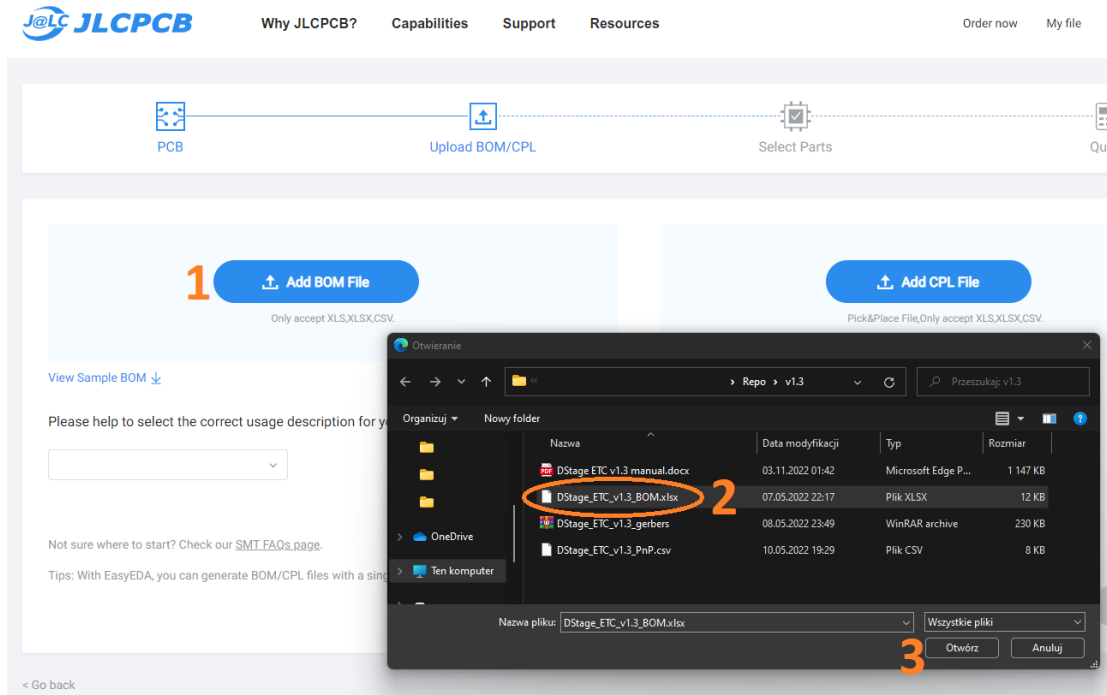 J@LC JLCPCB Why JLCPCB? Capabilities Support Resources Order now My file
PCB Upload BOM/CPL Select Parts Qu
1 Add BOM File
Only accept XLS,XLSX,CSV.
Add CPL File
Pick&Place File,Only accept XLS,XLSX,CSV.
View Sample BOM
Please help to select the correct usage description for y
Not sure where to start? Check our SMT FAQs page.
Tips: With EasyEDA, you can generate BOM/CPL files with a sing
< Go back
Otwieranie
« › Repo › v1.3 Przeszukaj: v1.3
Organizuj Nowy folder
Nazwa Data modyfikacji Typ Rozmiar
DStage ETC v1.3 manual.docx 03.11.2022 01:42 Microsoft Edge P... 1 147 KB
DStage_ETC_v1.3_BOM.xlsx 2 07.05.2022 22:17 Plik XLSX 12 KB
DStage_ETC_v1.3_gerbers 08.05.2022 23:49 WinRAR archive 230 KB
DStage_ETC_v1.3_PnP.csv 10.05.2022 19:29 Plik CSV 8 KB
OneDrive
Ten komputer
Nazwa pliku: DStage_ETC_v1.3_BOM.xlsx Wszystkie pliki
3 Otwórz Anuluj